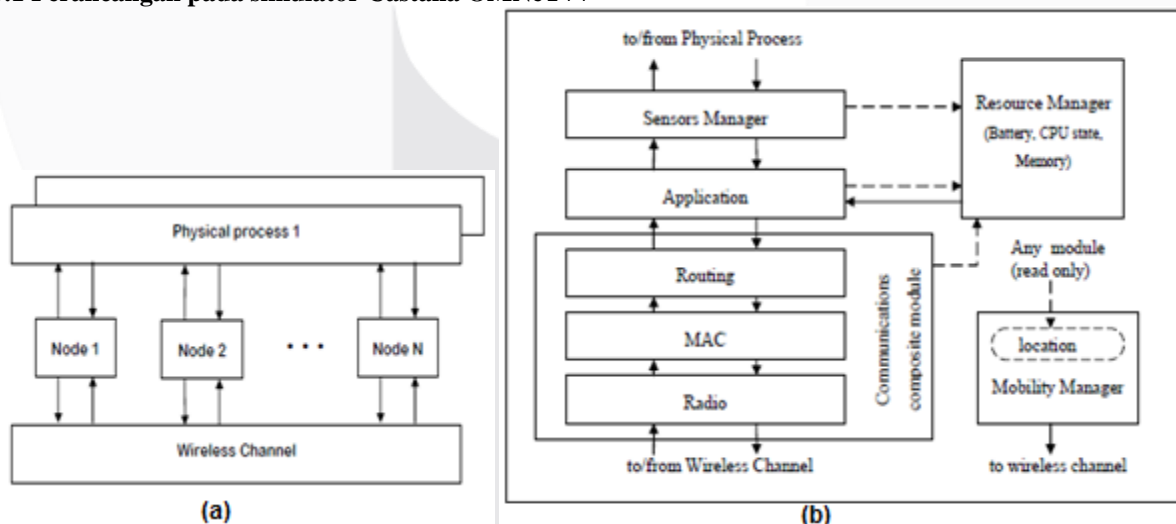 Perancangan pada simulator Castalia OMNeT++
Physical process 1
Node 1
Node 2
• • •
Node N
Wireless Channel
(a)
to/from Physical Process
Sensors Manager
Application
Routing
MAC
Radio
Communications
composite module
to/from Wireless Channel
Resource Manager
(Battery, CPU state,
Memory)
Any module
(read only)
location
Mobility Manager
to wireless channel
(b)